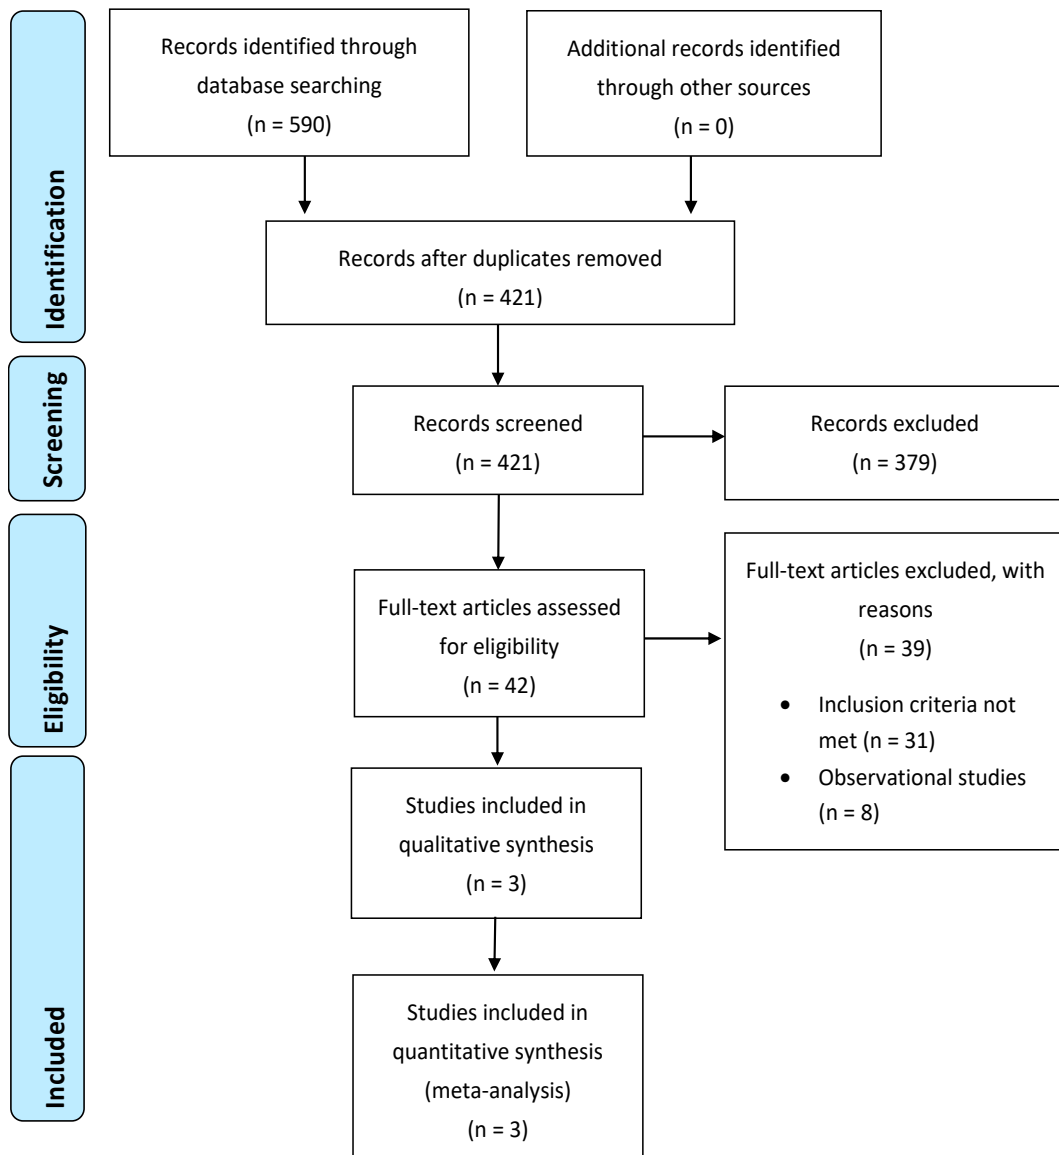 Records identified through
database searching
(n = 590)
Additional records identified
through other sources
(n = 0)
Identification
Records after duplicates removed
(n = 421)
Screening
Records screened
(n = 421)
Records excluded
(n = 379)
Eligibility
Full-text articles assessed
for eligibility
(n = 42)
Full-text articles excluded, with
reasons
(n = 39)
• Inclusion criteria not
met (n = 31)
• Observational studies
(n = 8)
Included
Studies included in
qualitative synthesis
(n = 3)
Studies included in
quantitative synthesis
(meta-analysis)
(n = 3)